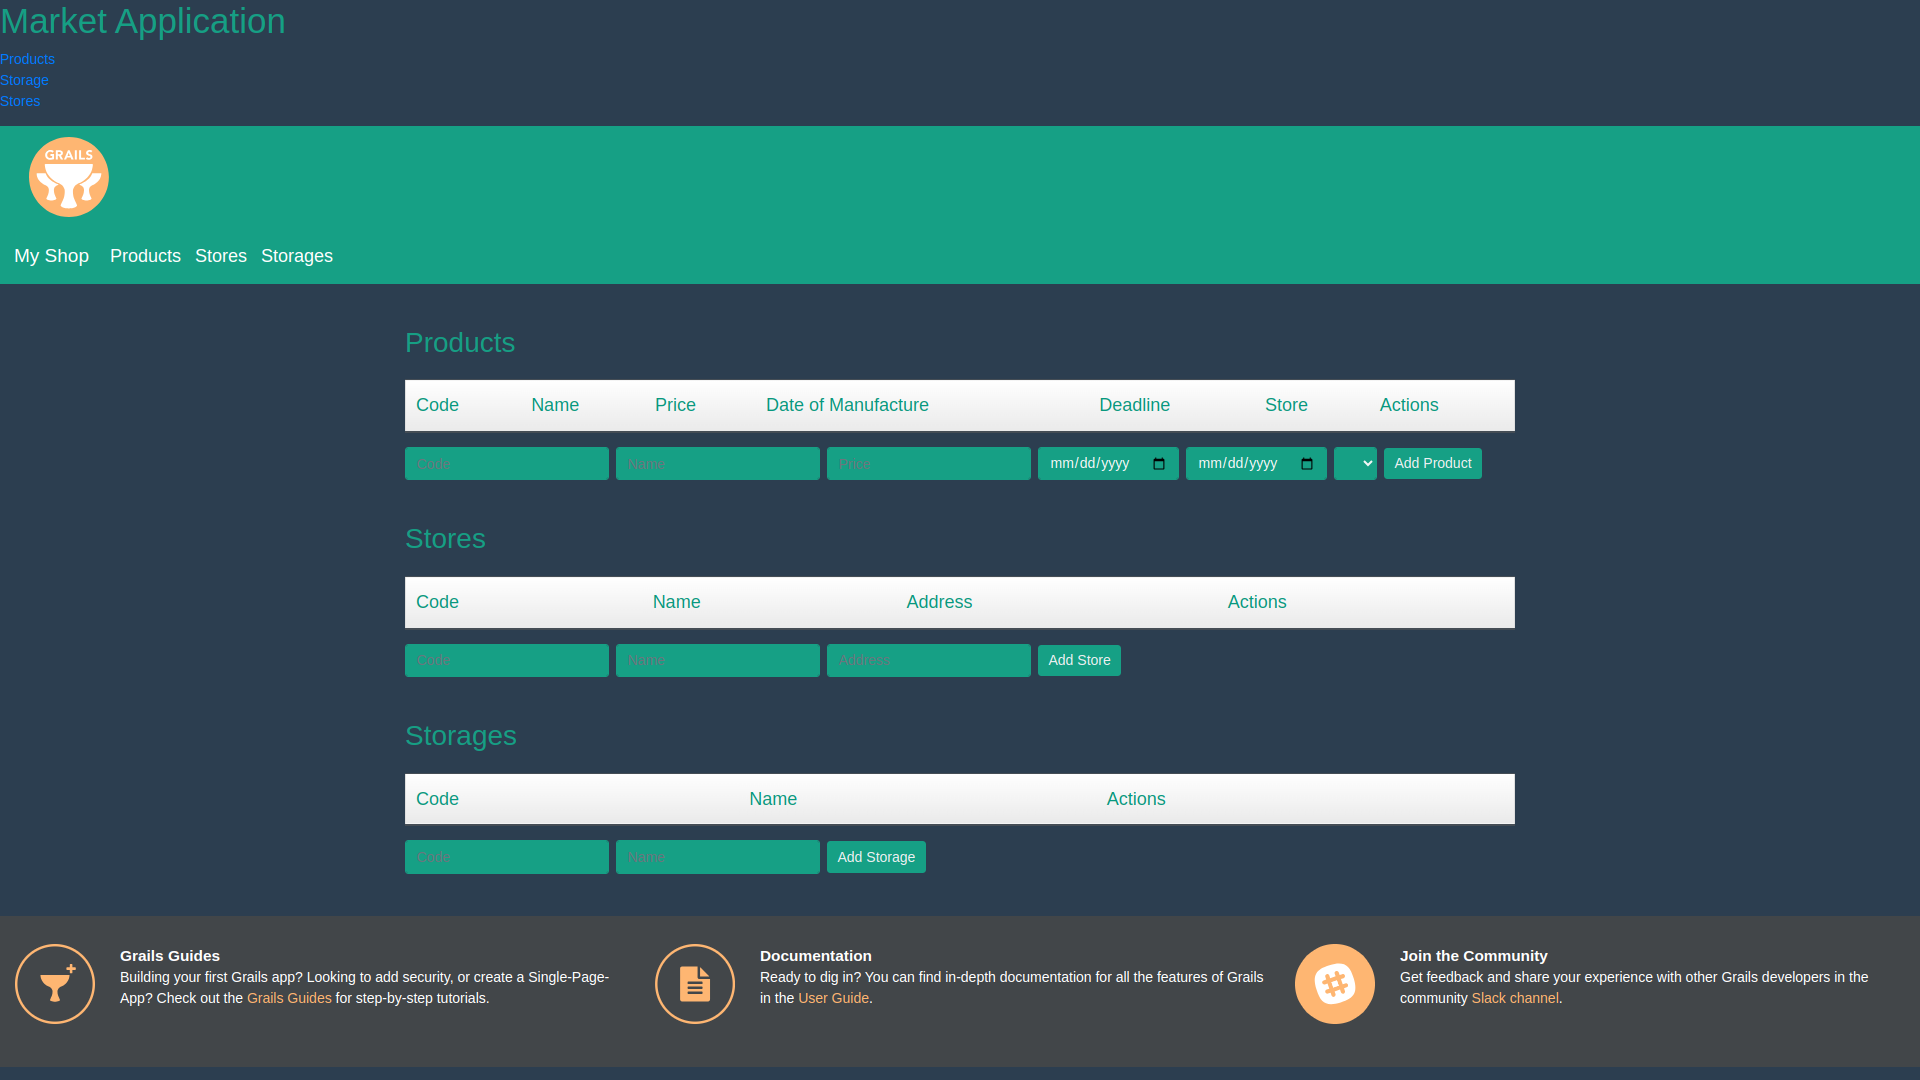 Market Application
Products
Storage
Stores
GRAILS
My Shop Products Stores Storages
Products
Code Name Price Date of Manufacture Deadline Store Actions
Code Name Price mm/dd/yyyy mm/dd/yyyy Add Product
Stores
Code Name Address Actions
Code Name Address Add Store
Storages
Code Name Actions
Code Name Add Storage
Grails Guides
Building your first Grails app? Looking to add security, or create a Single-Page-
App? Check out the Grails Guides for step-by-step tutorials.
Documentation
Ready to dig in? You can find in-depth documentation for all the features of Grails
in the User Guide.
Join the Community
Get feedback and share your experience with other Grails developers in the
community Slack channel.